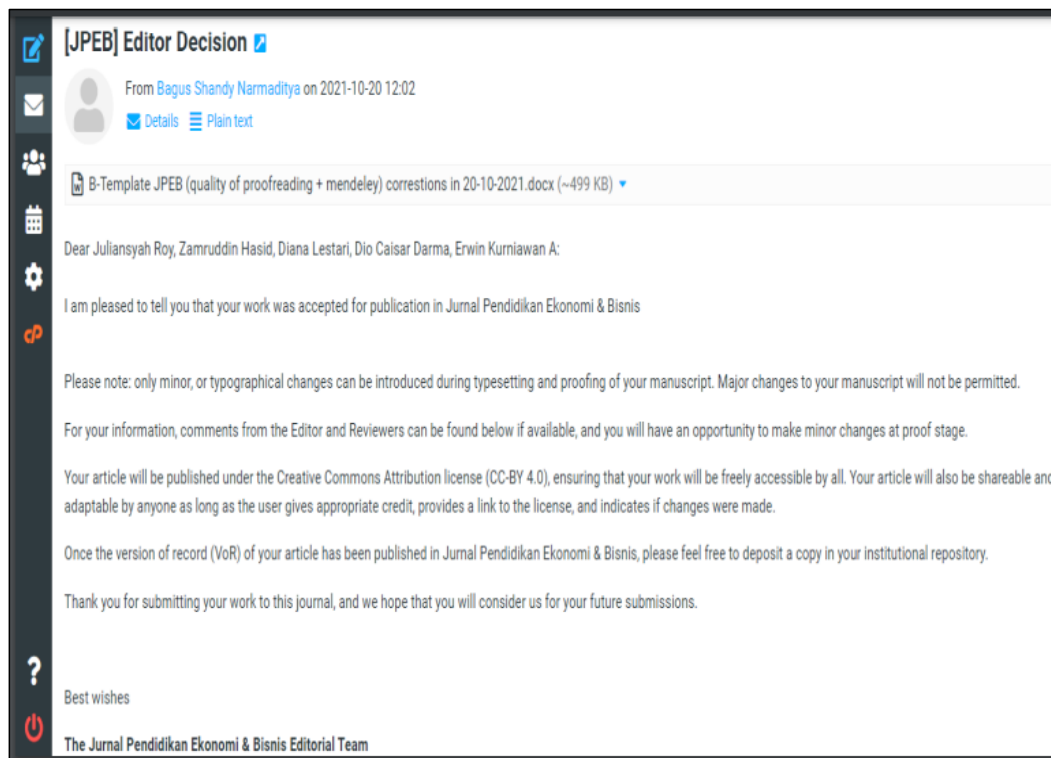 [JPEB] Editor Decision
From Bagus Shandy Narmaditya on 2021-10-20 12:02
Details Plain text
B-Template JPEB (quality of proofreading + mendeley) correstions in 20-10-2021.docx (~499 KB)
Dear Juliansyah Roy, Zamruddin Hasid, Diana Lestari, Dio Caisar Darma, Erwin Kurniawan A:
I am pleased to tell you that your work was accepted for publication in Jurnal Pendidikan Ekonomi & Bisnis
Please note: only minor, or typographical changes can be introduced during typesetting and proofing of your manuscript. Major changes to your manuscript will not be permitted.
For your information, comments from the Editor and Reviewers can be found below if available, and you will have an opportunity to make minor changes at proof stage.
Your article will be published under the Creative Commons Attribution license (CC-BY 4.0), ensuring that your work will be freely accessible by all. Your article will also be shareable and
adaptable by anyone as long as the user gives appropriate credit, provides a link to the license, and indicates if changes were made.
Once the version of record (VoR) of your article has been published in Jurnal Pendidikan Ekonomi & Bisnis, please feel free to deposit a copy in your institutional repository.
Thank you for submitting your work to this journal, and we hope that you will consider us for your future submissions.
Best wishes
The Jurnal Pendidikan Ekonomi & Bisnis Editorial Team